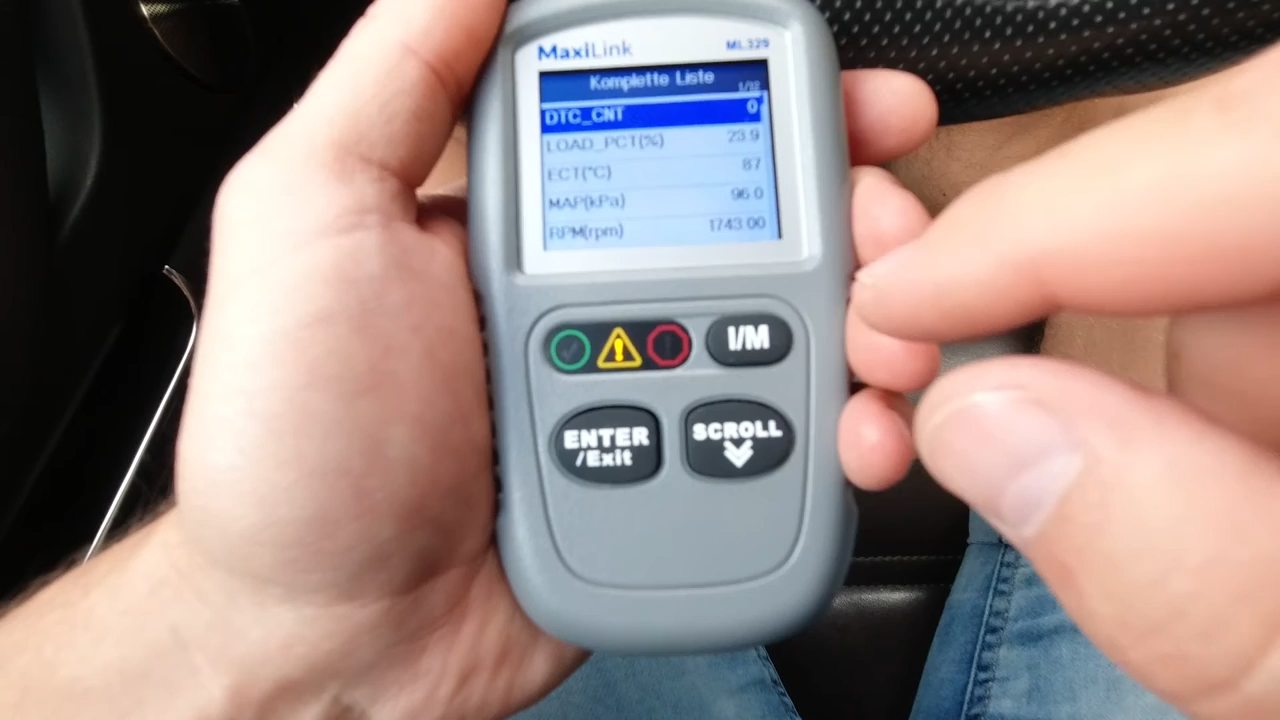 MaxiLink ML329
Komplette Liste 1/32
DTC_CNT 0
LOAD_PCT(%) 23.9
ECT(°C) 87
MAP(kPa) 96.0
RPM(rpm) 1743.00
I/M
ENTER
/Exit
SCROLL